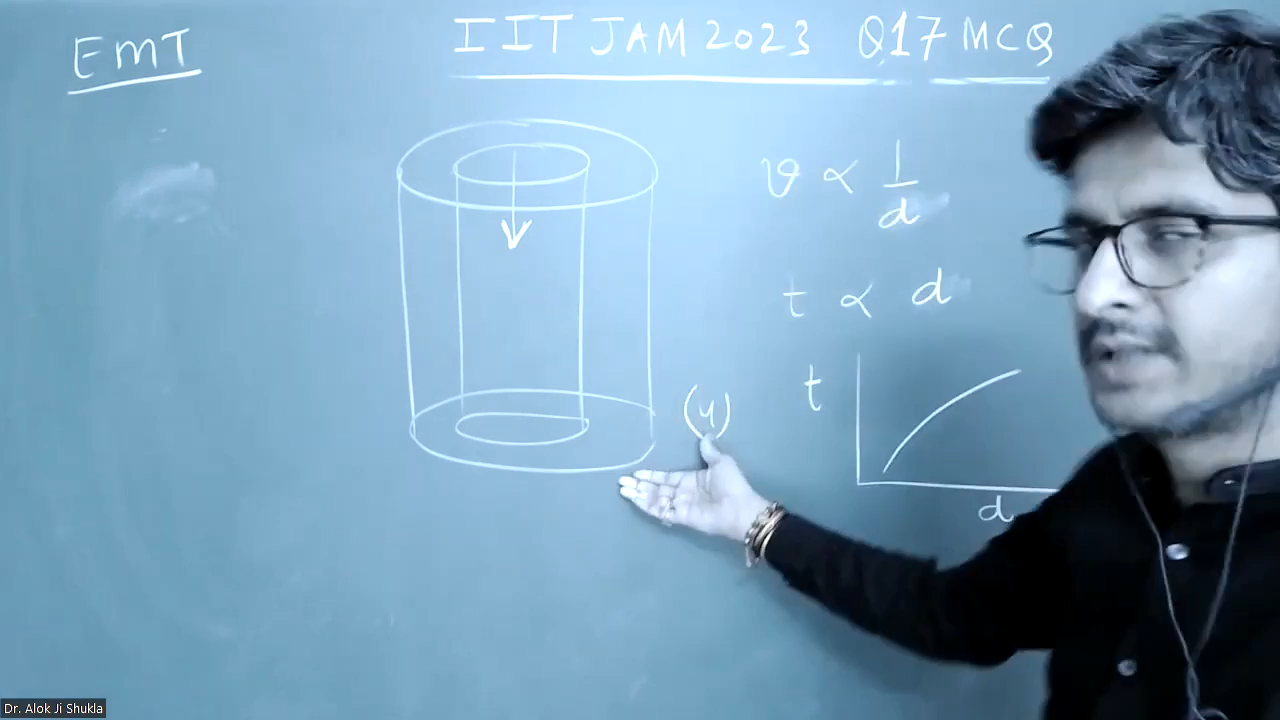 EMT
IIT JAM 2023 Q17 MCQ
v ∝ 1/d
t ∝ d
(4)
t
d
Dr. Alok Ji Shukla